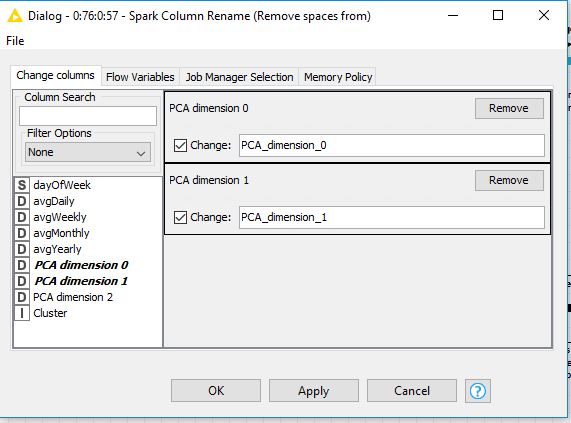 Dialog - 0:76:0:57 - Spark Column Rename (Remove spaces from)
File
Change columns Flow Variables Job Manager Selection Memory Policy
Column Search
Filter Options
None
S dayOfWeek
D avgDaily
D avgWeekly
D avgMonthly
D avgYearly
D PCA dimension 0
D PCA dimension 1
D PCA dimension 2
I Cluster
PCA dimension 0 Remove
Change: PCA_dimension_0
PCA dimension 1 Remove
Change: PCA_dimension_1
OK Apply Cancel ?